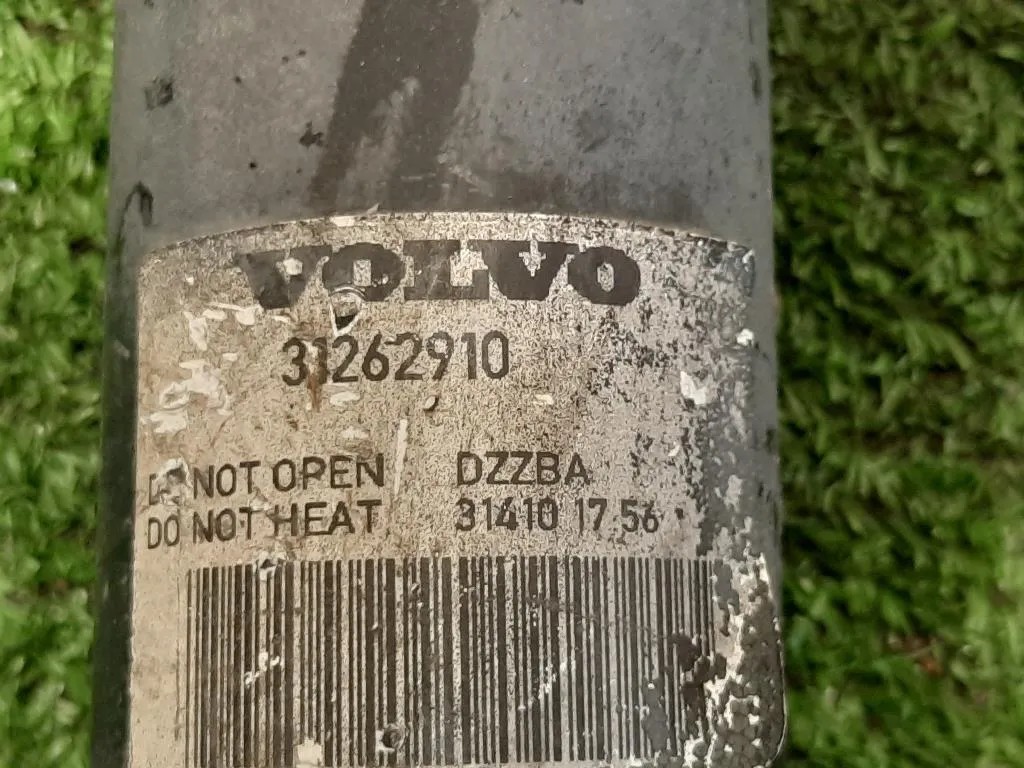 VOLVO
31262910
DO NOT OPEN DZZBA
DO NOT HEAT 31410 17 56